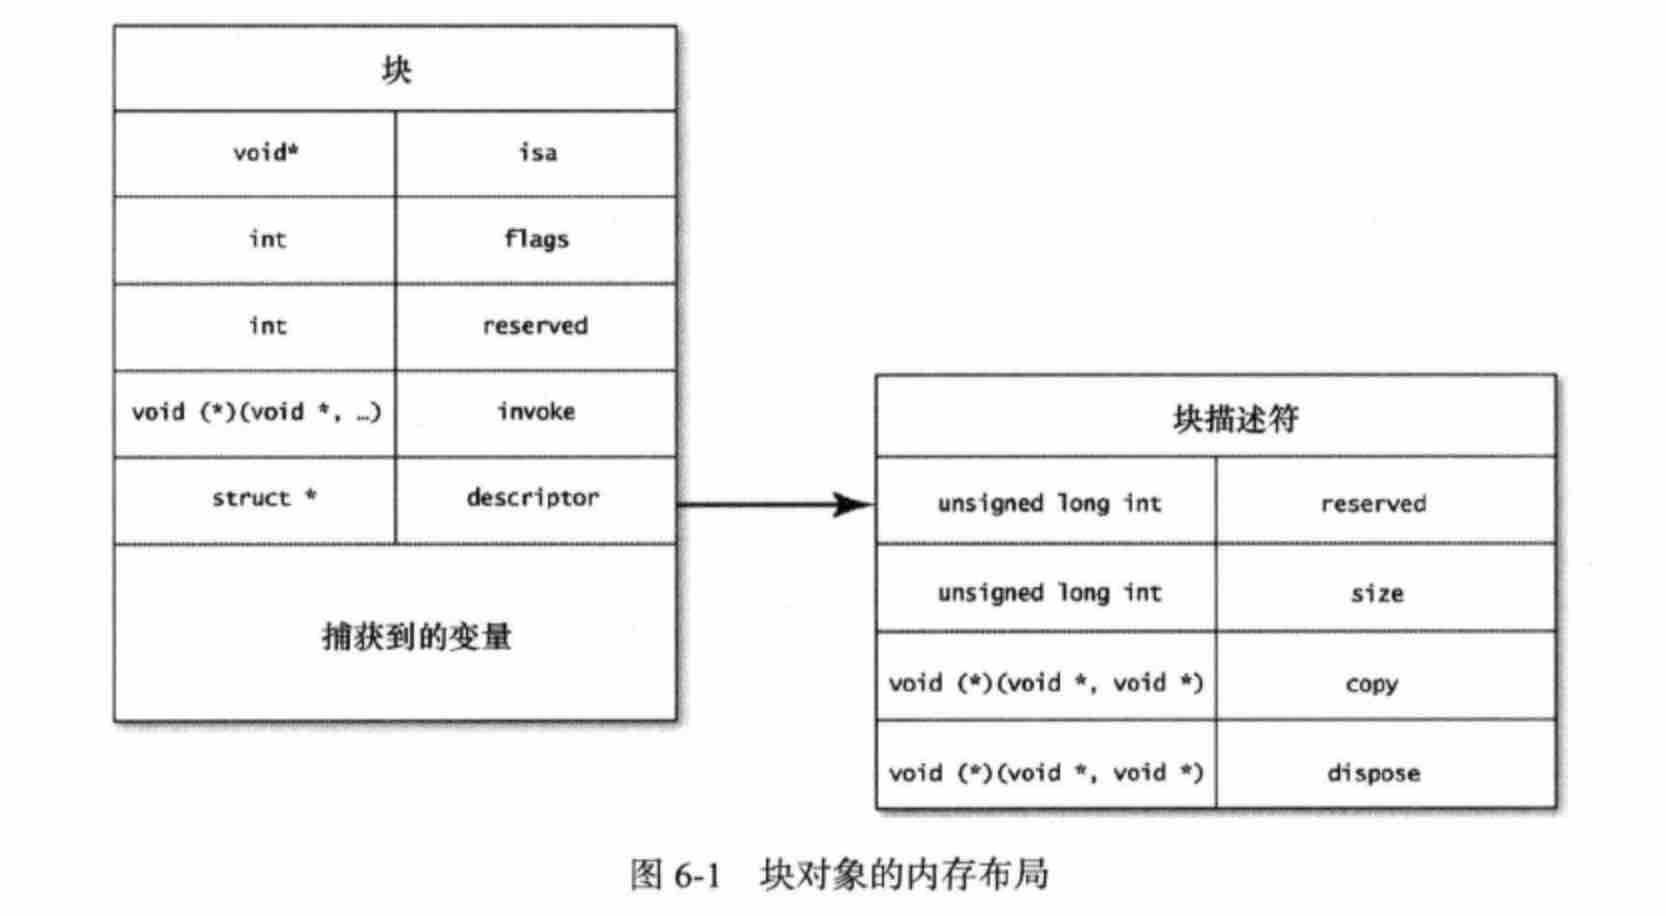 块
void* isa
int flags
int reserved
void (*)(void *, …) invoke
struct * descriptor
捕获到的变量
块描述符
unsigned long int reserved
unsigned long int size
void (*)(void *, void *) copy
void (*)(void *, void *) dispose
图 6-1 块对象的内存布局